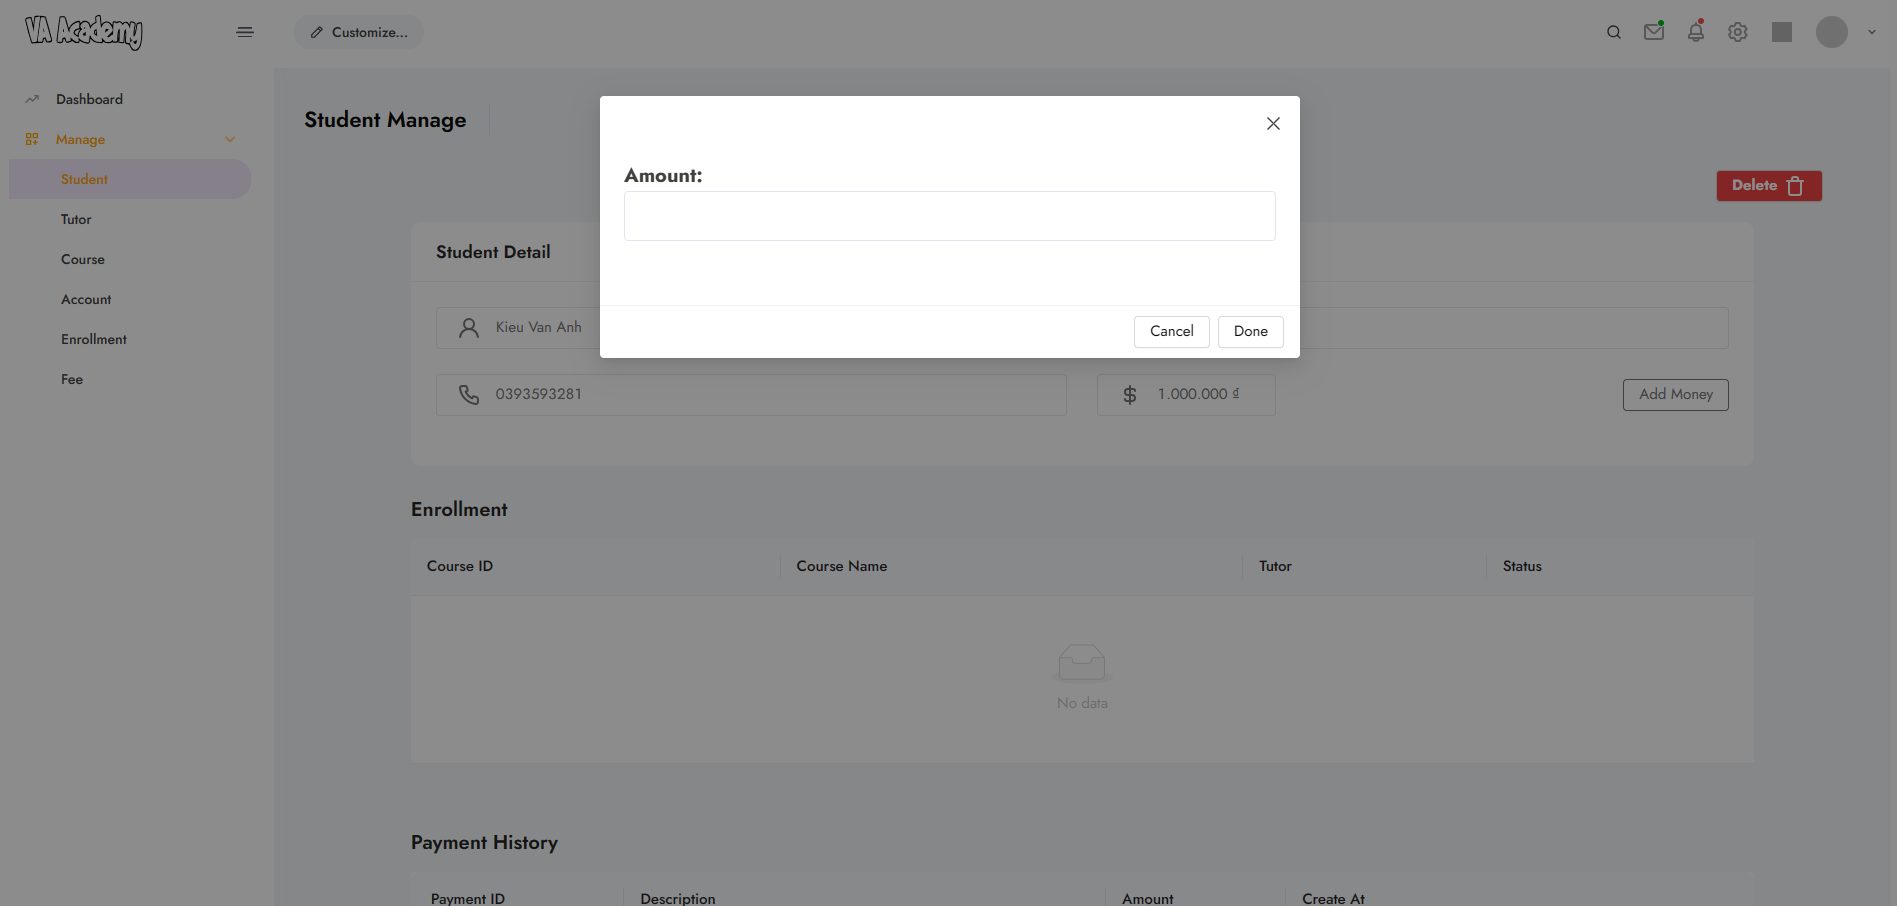 VA Academy
Customize...
Dashboard
Manage
Student
Tutor
Course
Account
Enrollment
Fee
Student Manage
Amount:
Cancel
Done
Delete
Student Detail
Kieu Van Anh
0393593281
1.000.000 ₫
Add Money
Enrollment
Course ID
Course Name
Tutor
Status
No data
Payment History
Payment ID
Description
Amount
Create At